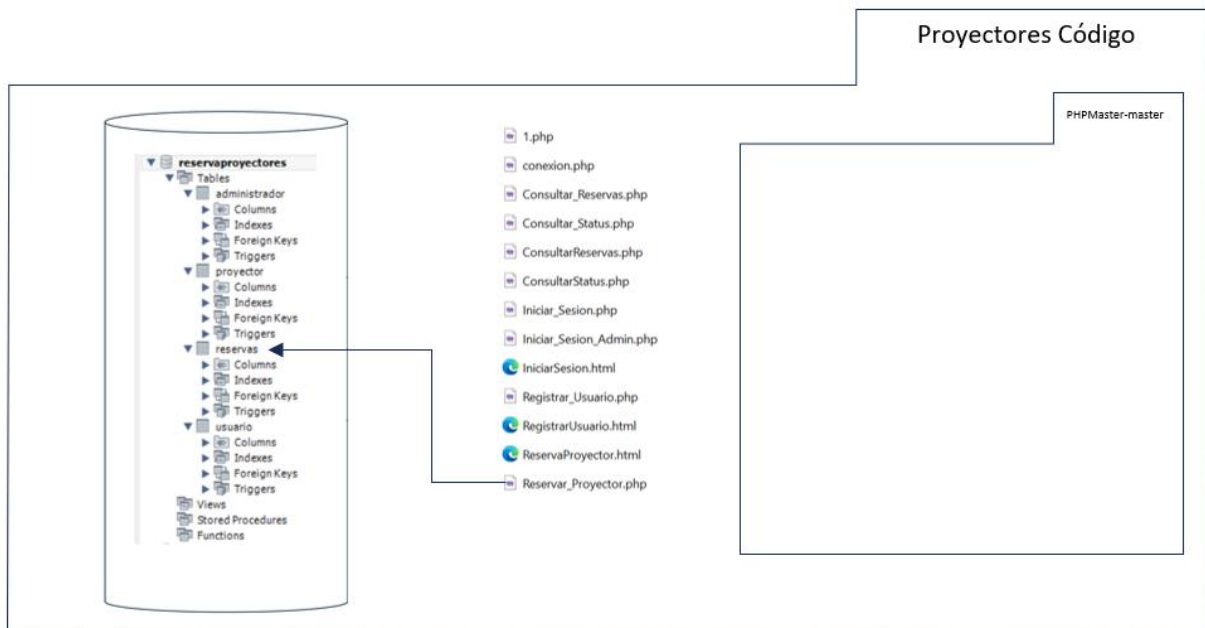 Proyectores Código
PHPMaster-master
reservaproyectores
Tables
administrador
Columns
Indexes
Foreign Keys
Triggers
proyector
Columns
Indexes
Foreign Keys
Triggers
reservas
Columns
Indexes
Foreign Keys
Triggers
usuario
Columns
Indexes
Foreign Keys
Triggers
Views
Stored Procedures
Functions
1.php
conexion.php
Consultar_Reservas.php
Consultar_Status.php
ConsultarReservas.php
ConsultarStatus.php
Iniciar_Sesion.php
Iniciar_Sesion_Admin.php
IniciarSesion.html
Registrar_Usuario.php
RegistrarUsuario.html
ReservaProyector.html
Reservar_Proyector.php